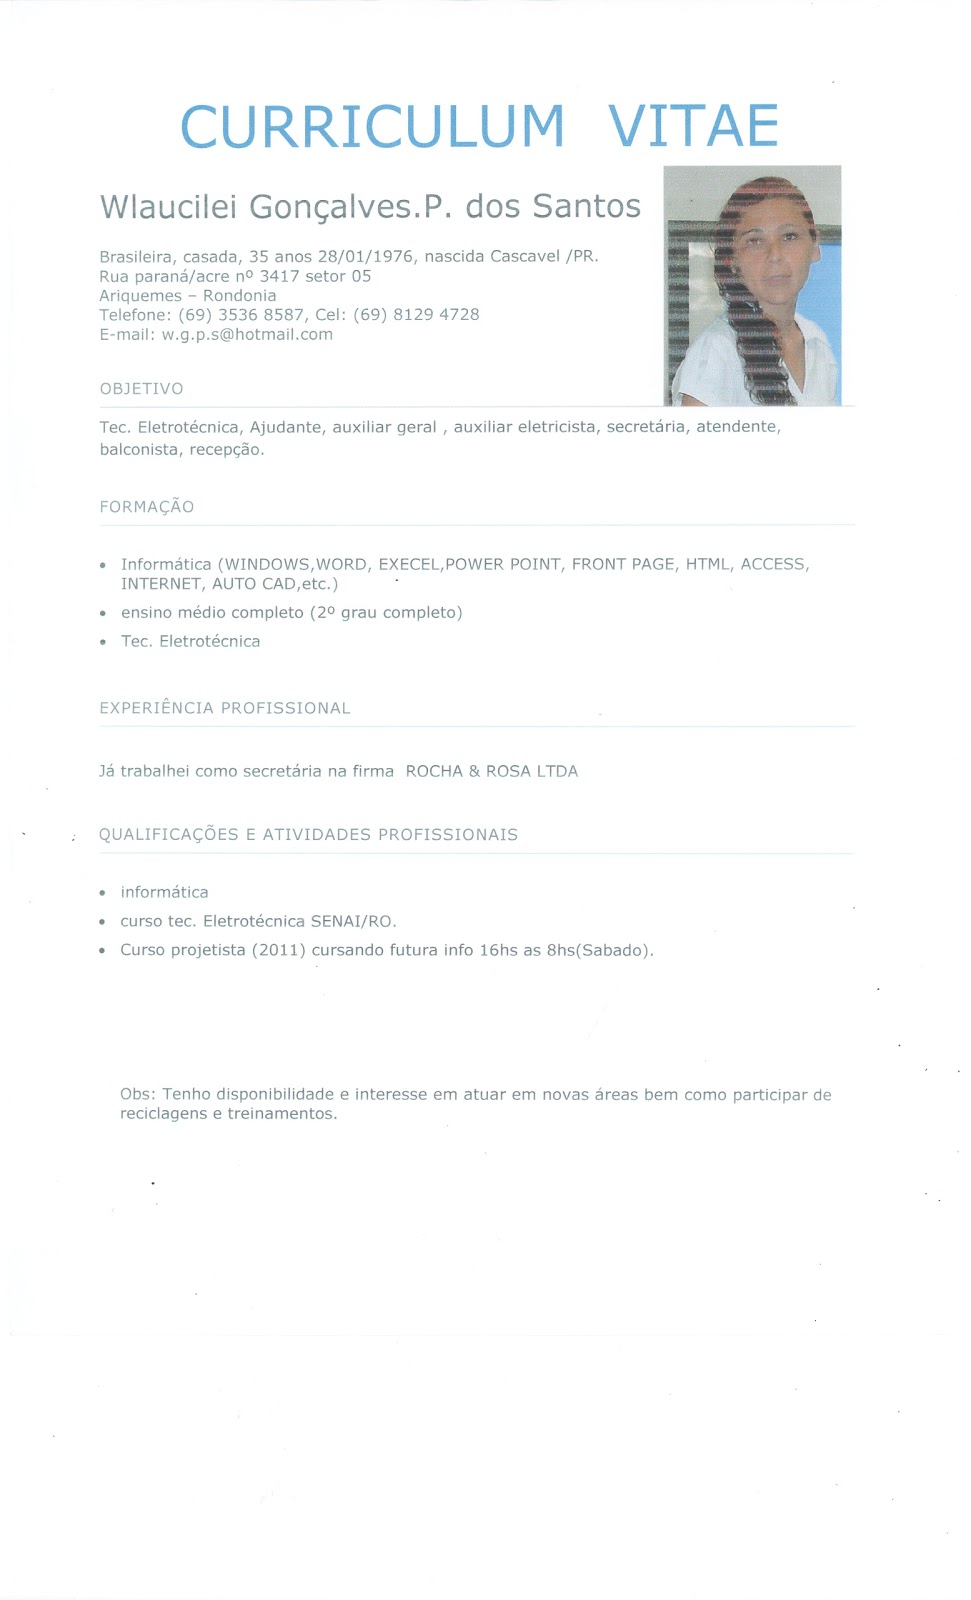 CURRICULUM VITAE
Wlaucilei Gonçalves.P. dos Santos
Brasileira, casada, 35 anos 28/01/1976, nascida Cascavel /PR.
Rua paraná/acre nº 3417 setor 05
Ariquemes – Rondonia
Telefone: (69) 3536 8587, Cel: (69) 8129 4728
E-mail: w.g.p.s@hotmail.com
OBJETIVO
Tec. Eletrotécnica, Ajudante, auxiliar geral , auxiliar eletricista, secretária, atendente,
balconista, recepção.
FORMAÇÃO
• Informática (WINDOWS,WORD, EXECEL,POWER POINT, FRONT PAGE, HTML, ACCESS,
INTERNET, AUTO CAD,etc.)
• ensino médio completo (2º grau completo)
• Tec. Eletrotécnica
EXPERIÊNCIA PROFISSIONAL
Já trabalhei como secretária na firma  ROCHA & ROSA LTDA
QUALIFICAÇÕES E ATIVIDADES PROFISSIONAIS
• informática
• curso tec. Eletrotécnica SENAI/RO.
• Curso projetista (2011) cursando futura info 16hs as 8hs(Sabado).
Obs: Tenho disponibilidade e interesse em atuar em novas áreas bem como participar de
reciclagens e treinamentos.